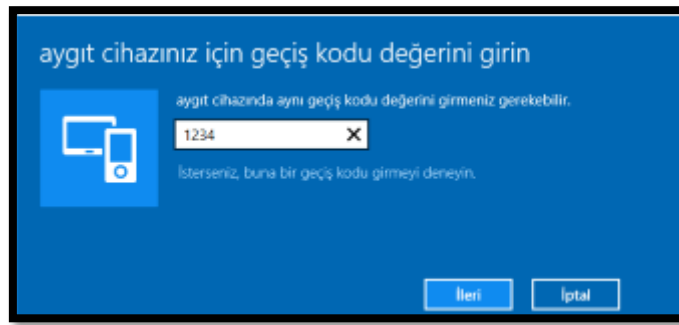 aygıt cihazınız için geçiş kodu değerini girin
aygıt cihazında aynı geçiş kodu değerini girmeniz gerekebilir.
1234
İsterseniz, buna bir geçiş kodu girmeyi deneyin.
İleri
İptal